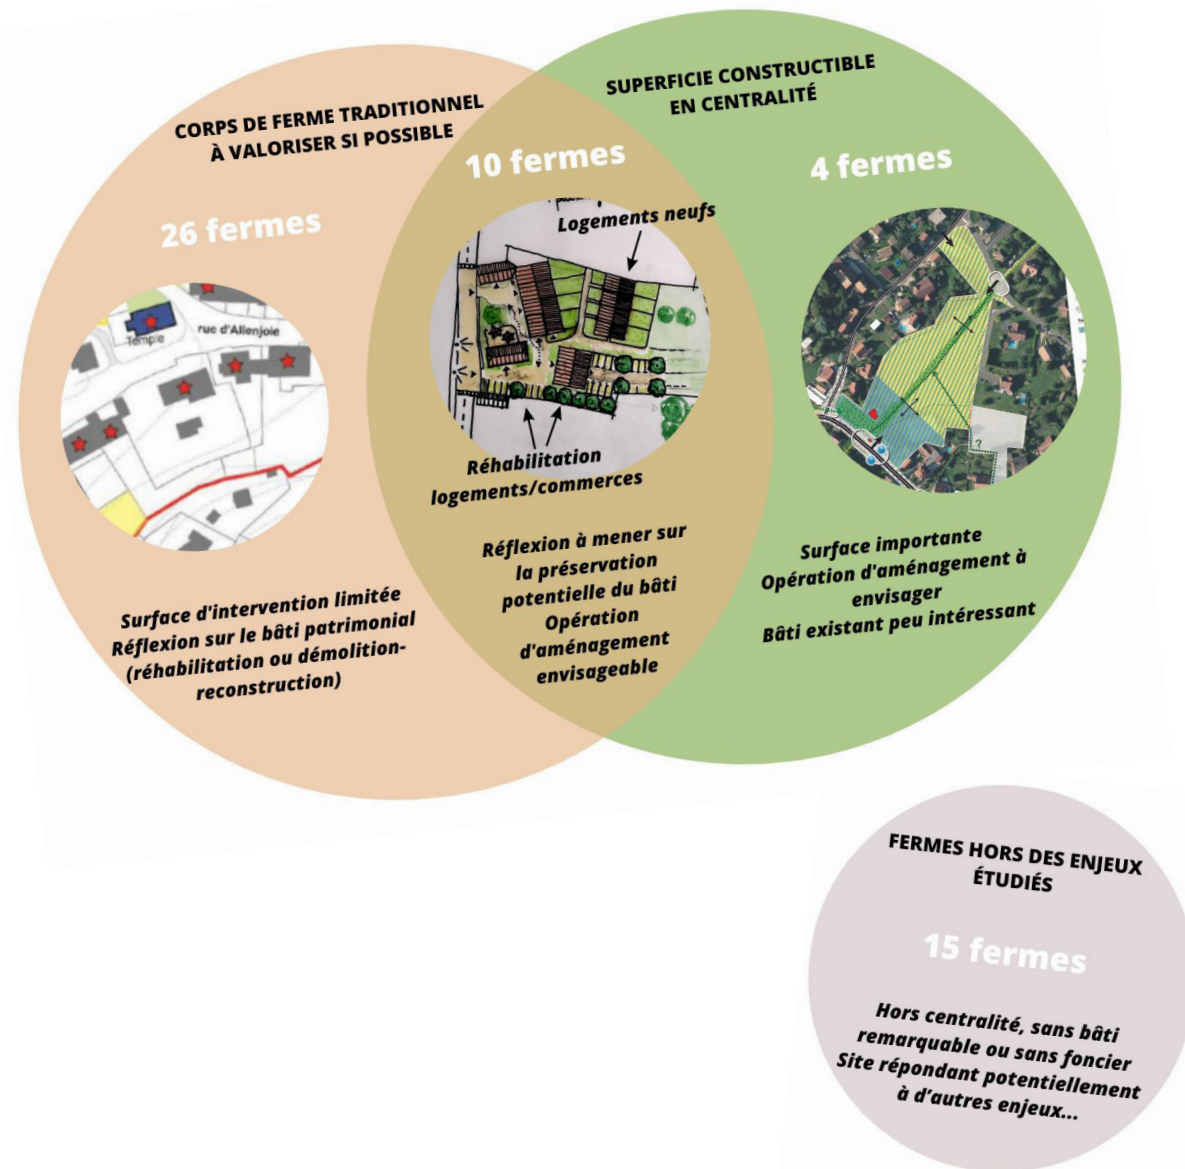 CORPS DE FERME TRADITIONNEL
À VALORISER SI POSSIBLE
26 fermes
Temple
rue d'Allenjoie
Surface d'intervention limitée
Réflexion sur le bâti patrimonial
(réhabilitation ou démolition-
reconstruction)
10 fermes
Logements neufs
Réhabilitation
logements/commerces
Réflexion à mener sur
la préservation
potentielle du bâti
Opération
d'aménagement
envisageable
SUPERFICIE CONSTRUCTIBLE
EN CENTRALITÉ
4 fermes
?
Surface importante
Opération d'aménagement à
envisager
Bâti existant peu intéressant
FERMES HORS DES ENJEUX
ÉTUDIÉS
15 fermes
Hors centralité, sans bâti
remarquable ou sans foncier
Site répondant potentiellement
à d'autres enjeux...